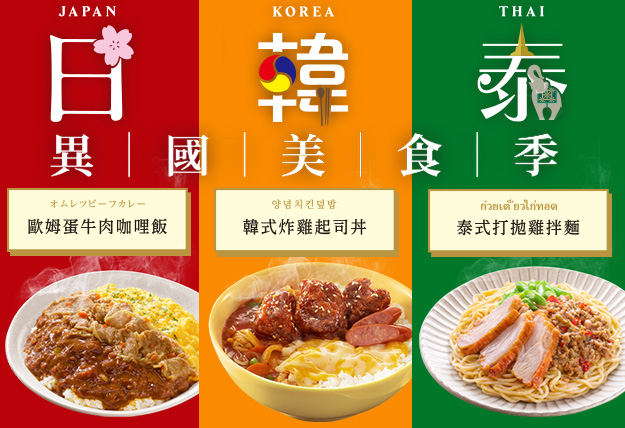 JAPAN
日
KOREA
韓
THAI
泰
異國美食季
オムレツビーフカレー
歐姆蛋牛肉咖哩飯
양념치킨덮밥
韓式炸雞起司丼
ก๋วยเตี๋ยวไก่ทอด
泰式打拋雞拌麵